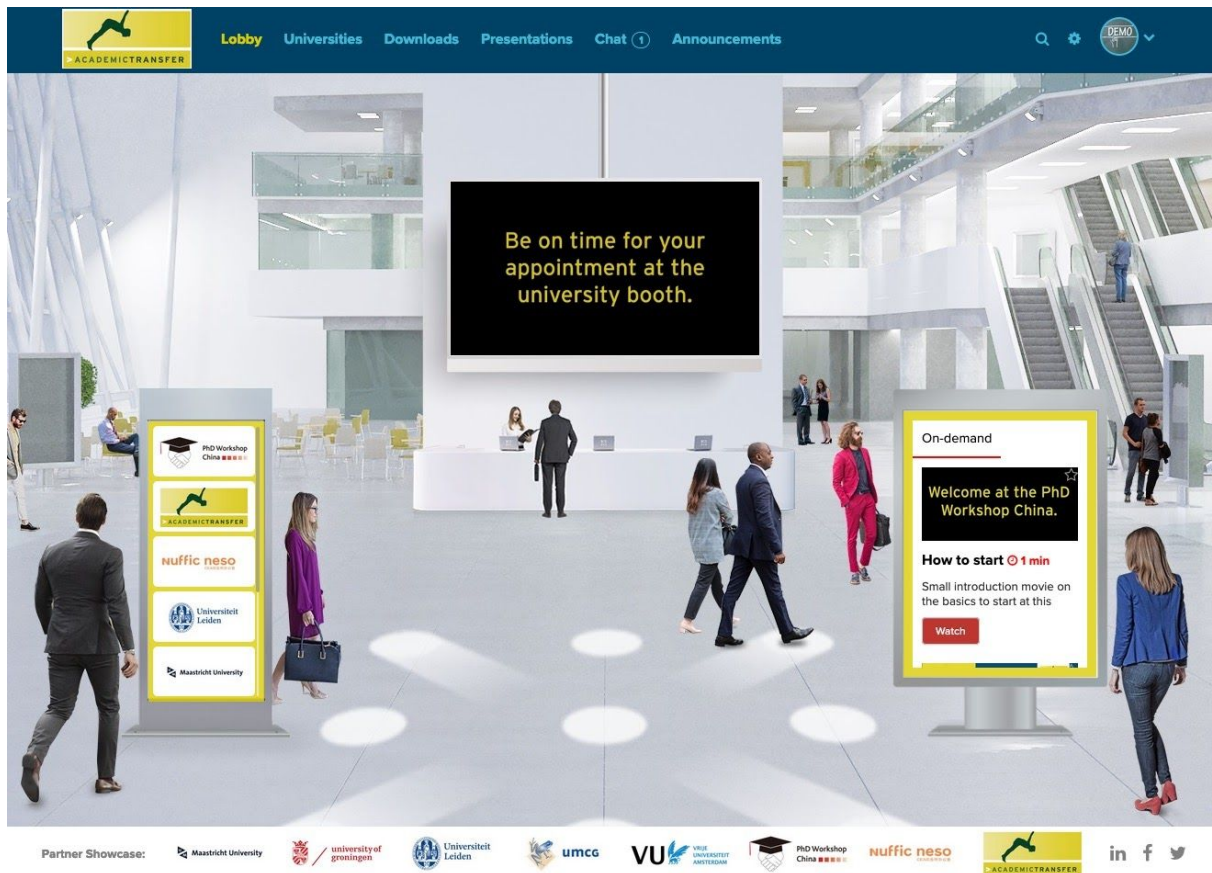 ACADEMICTRANSFER
Lobby
Universities
Downloads
Presentations
Chat 1
Announcements
DEMO
Be on time for your
appointment at the
university booth.
PhD Workshop
China
ACADEMICTRANSFER
nuffic neso
Universiteit
Leiden
Maastricht University
On-demand
Welcome at the PhD
Workshop China.
How to start 1 min
Small introduction movie on
the basics to start at this
Watch
Partner Showcase:
Maastricht University
university of
groningen
Universiteit
Leiden
umcg
VU
VRIJE
UNIVERSITEIT
AMSTERDAM
PhD Workshop
China
nuffic neso
ACADEMICTRANSFER
in f